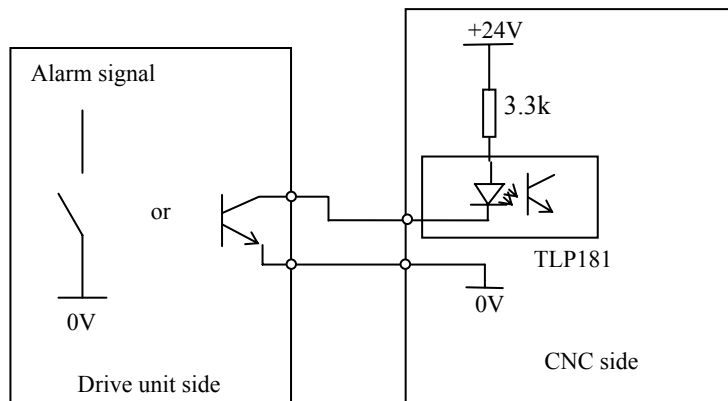 Alarm signal
or
0V
Drive unit side
+24V
3.3k
TLP181
0V
CNC side